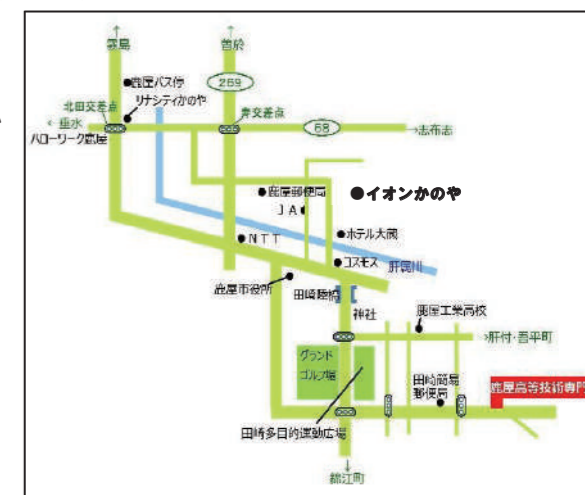 霧島
曽於
269
●鹿屋バス停
北田交差点
リナシティかのや
寿交差点
←垂水
68
→志布志
ハローワーク鹿屋
●鹿屋郵便局
●イオンかのや
JA●
●ホテル大蔵
●NTT
●コスモス
肝属川
鹿屋市役所
田崎陸橋
神社
鹿屋工業高校
→肝付・吾平町
グランド
ゴルフ場
田崎簡易
郵便局
鹿屋高等技術専門
田崎多目的運動広場
錦江町